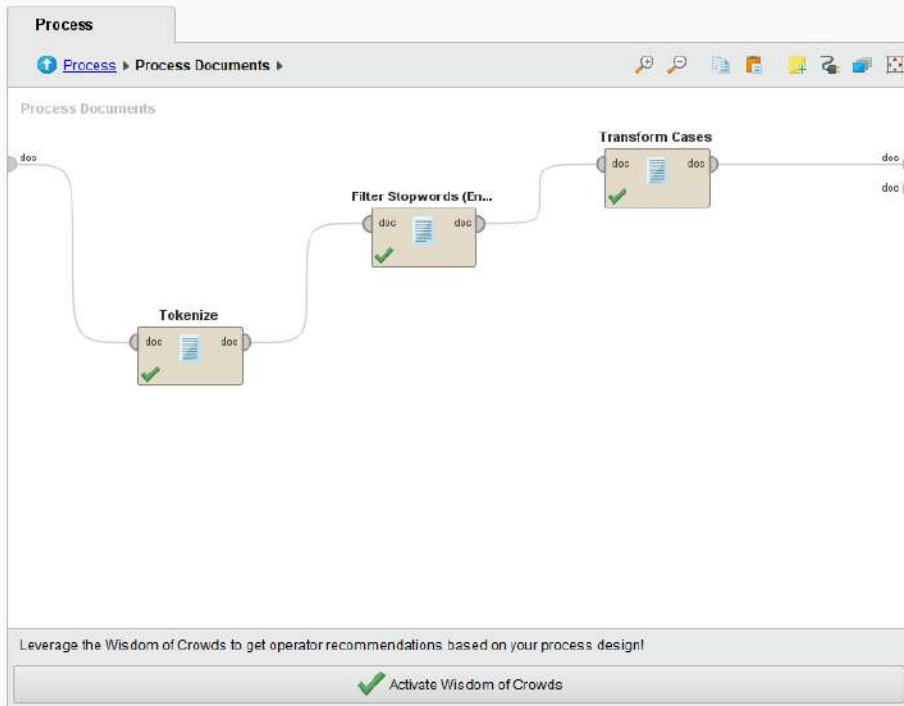 Process
Process Process Documents
Process Documents
doc
Transform Cases
doc doc
doc
doc
Filter Stopwords (En...
doc doc
Tokenize
doc doc
Leverage the Wisdom of Crowds to get operator recommendations based on your process design!
Activate Wisdom of Crowds